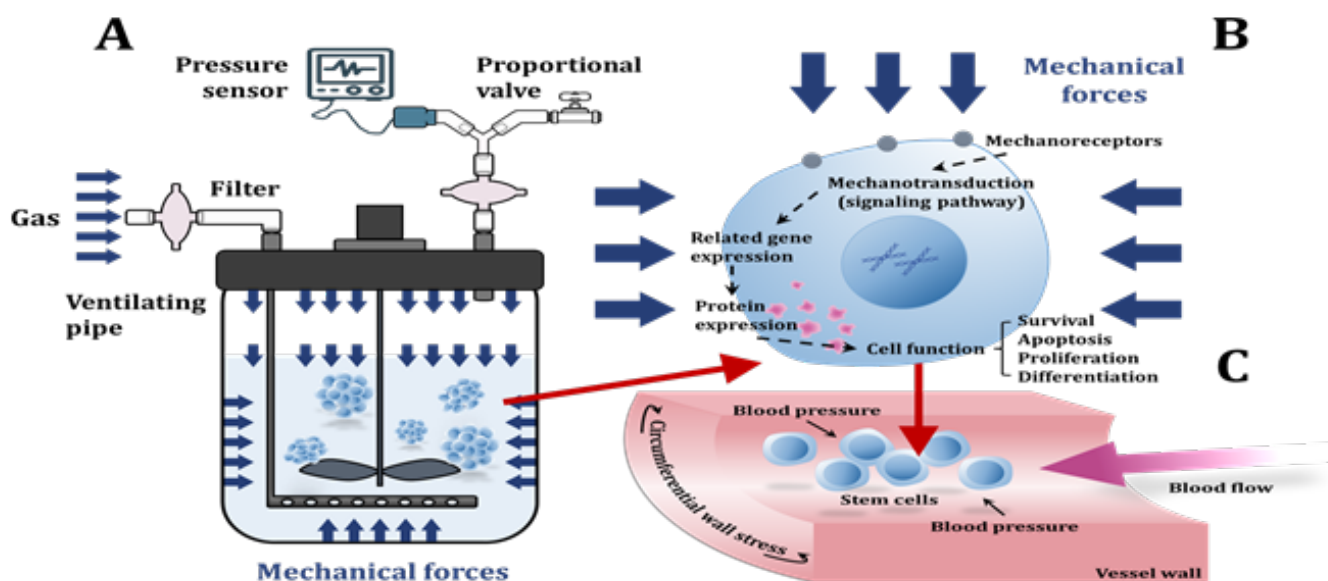 A
Pressure
sensor
Proportional
valve
Gas
Filter
Ventilating
pipe
Mechanical forces
B
Mechanical
forces
Mechanoreceptors
Mechanotransduction
(signaling pathway)
Related gene
expression
Protein
expression
Cell function
Survival
Apoptosis
Proliferation
Differentiation
C
Blood pressure
Circumferential wall stress
Stem cells
Blood flow
Blood pressure
Vessel wall